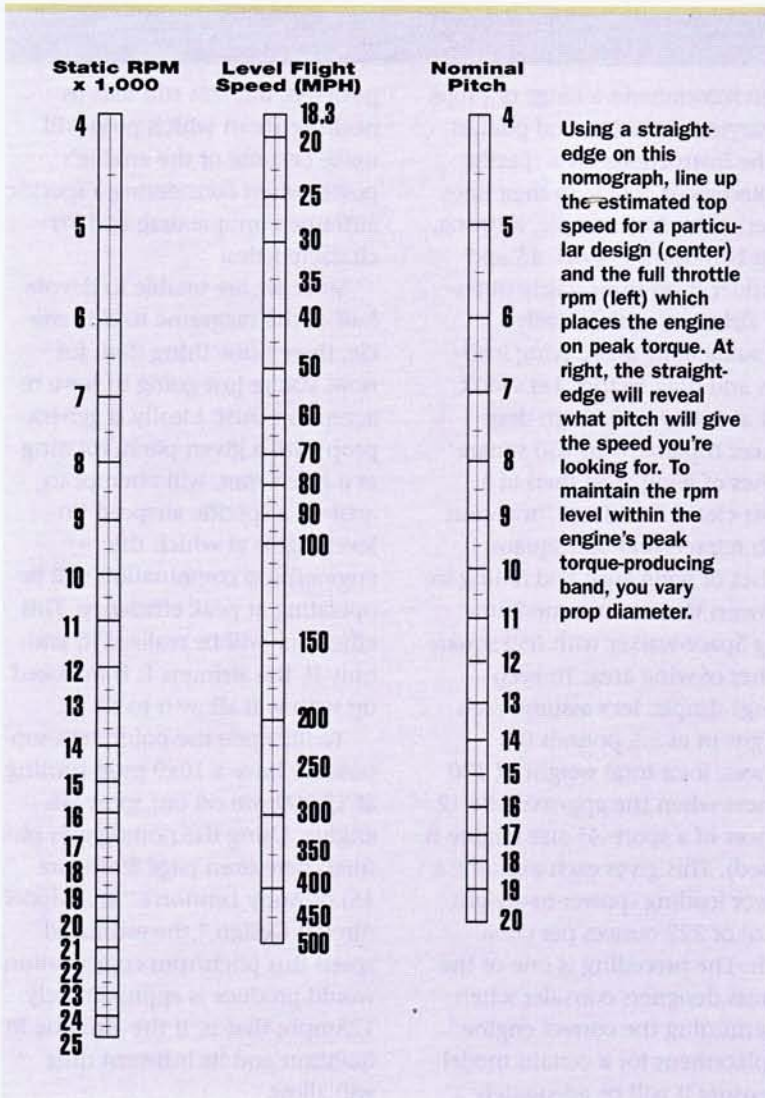 Static RPM
x 1,000
4
5
6
7
8
9
10
11
12
13
14
15
16
17
18
19
20
21
22
23
24
25
Level Flight
Speed (MPH)
18.3
20
25
30
35
40
50
60
70
80
90
100
150
200
250
300
350
400
450
500
Nominal
Pitch
4
5
6
7
8
9
10
11
12
13
14
15
16
17
18
19
20
Using a straight-
edge on this
nomograph, line up
the estimated top
speed for a particu-
lar design (center)
and the full throttle
rpm (left) which
places the engine
on peak torque. At
right, the straight-
edge will reveal
what pitch will give
the speed you're
looking for. To
maintain the rpm
level within the
engine's peak
torque-producing
band, you vary
prop diameter.